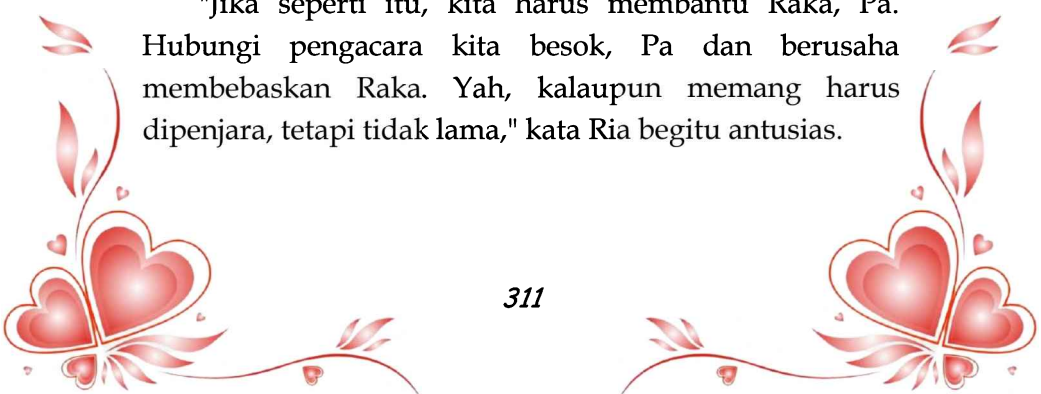 "Jika seperti itu, kita harus membantu Raka, Pa.
Hubungi pengacara kita besok, Pa dan berusaha
membebaskan Raka. Yah, kalaupun memang harus
dipenjara, tetapi tidak lama," kata Ria begitu antusias.
311